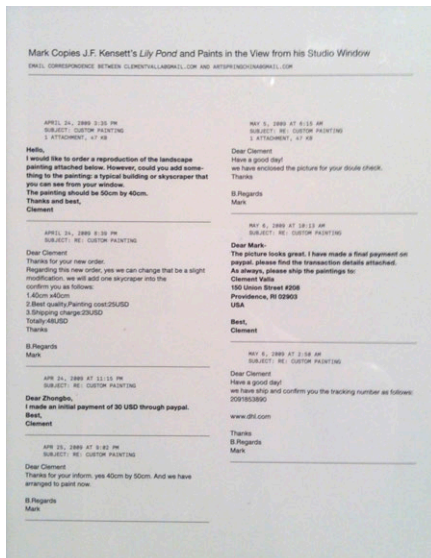 Mark Copies J.F. Kensett's Lily Pond and Paints in the View from his Studio Window
EMAIL CORRESPONDENCE BETWEEN CLEMENTVALLA@GMAIL.COM AND ARTSPRINGCHINA@GMAIL.COM
APRIL 24, 2009 3:35 PM
SUBJECT: CUSTOM PAINTING
1 ATTACHMENT, 47 KB
Hello,
I would like to order a reproduction of the landscape
painting attached below. However, could you add some-
thing to the painting: a typical building or skyscraper that
you can see from your window.
The painting should be 50cm by 40cm.
Thanks and best,
Clement
APRIL 24, 2009 8:39 PM
SUBJECT: RE: CUSTOM PAINTING
Dear Clement
Thanks for your new order.
Regarding this new order, yes we can change that be a slight
modification. we will add one skyscraper into the
confirm you as follows:
1.40cm x40cm
2.Best quality,Painting cost:25USD
3.Shipping charge:23USD
Totally:48USD
Thanks
B.Regards
Mark
APR 24, 2009 AT 11:15 PM
SUBJECT: RE: CUSTOM PAINTING
Dear Zhongbo,
I made an initial payment of 30 USD through paypal.
Best,
Clement
APR 25, 2009 AT 9:02 PM
SUBJECT: RE: CUSTOM PAINTING
Dear Clement
Thanks for your inform. yes 40cm by 50cm. And we have
arranged to paint now.
B.Regards
Mark
MAY 5, 2009 AT 6:15 AM
SUBJECT: RE: CUSTOM PAINTING
1 ATTACHMENT, 67 KB
Dear Clement
Have a good day!
we have enclosed the picture for your doule check.
Thanks
B.Regards
Mark
MAY 6, 2009 AT 10:13 AM
SUBJECT: RE: CUSTOM PAINTING
Dear Mark-
The picture looks great. I have made a final payment on
paypal. please find the transaction details attached.
As always, please ship the paintings to:
Clement Valla
150 Union Street #208
Providence, RI 02903
USA
Best,
Clement
MAY 6, 2009 AT 2:58 AM
SUBJECT: RE: CUSTOM PAINTING
Dear Clement
Have a good day!
we have ship and confirm you the tracking number as follows:
2091853890
www.dhl.com
Thanks
B.Regards
Mark